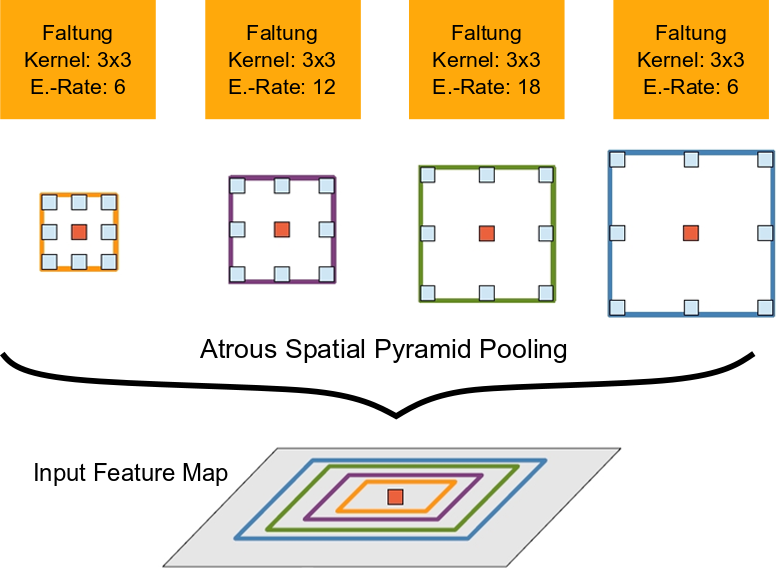 Faltung
Kernel: 3x3
E.-Rate: 6
Faltung
Kernel: 3x3
E.-Rate: 12
Faltung
Kernel: 3x3
E.-Rate: 18
Faltung
Kernel: 3x3
E.-Rate: 6
Atrous Spatial Pyramid Pooling
Input Feature Map